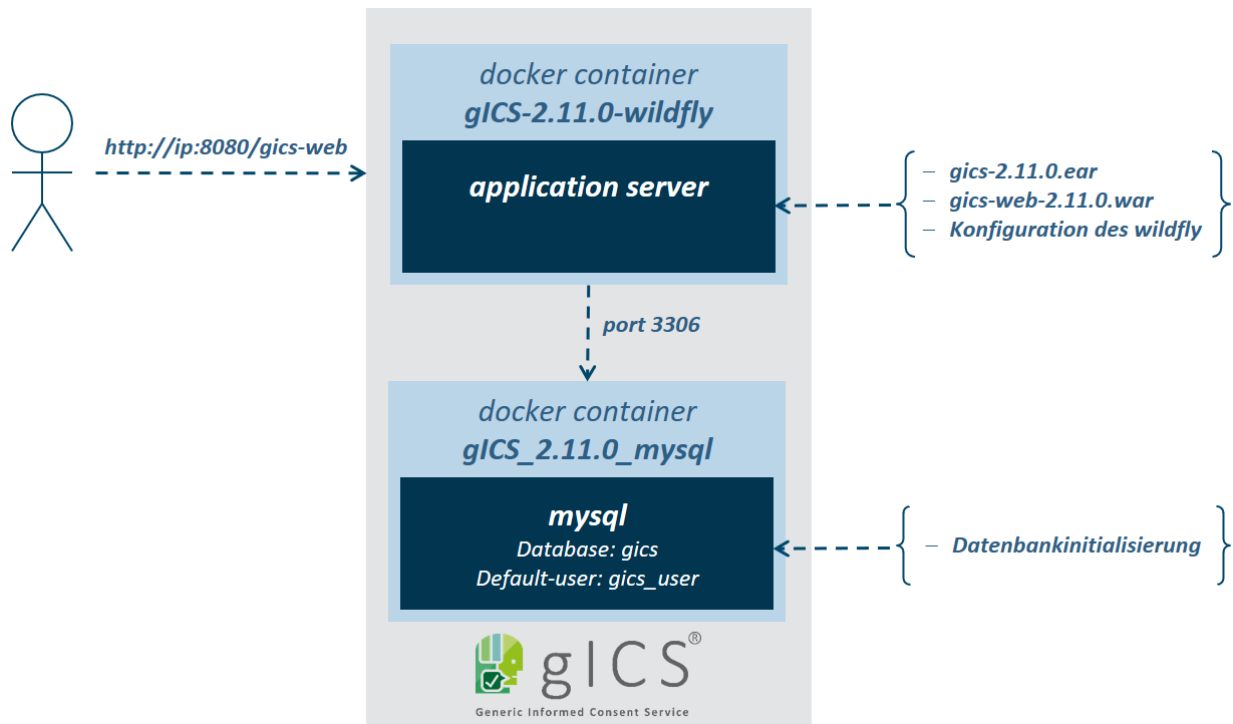 docker container
gICS-2.11.0-wildfly
http://ip:8080/gics-web
application server
– gics-2.11.0.ear
– gics-web-2.11.0.war
– Konfiguration des wildfly
port 3306
docker container
gICS_2.11.0_mysql
mysql
Database: gics
Default-user: gics_user
– Datenbankinitialisierung
gICS®
Generic Informed Consent Service